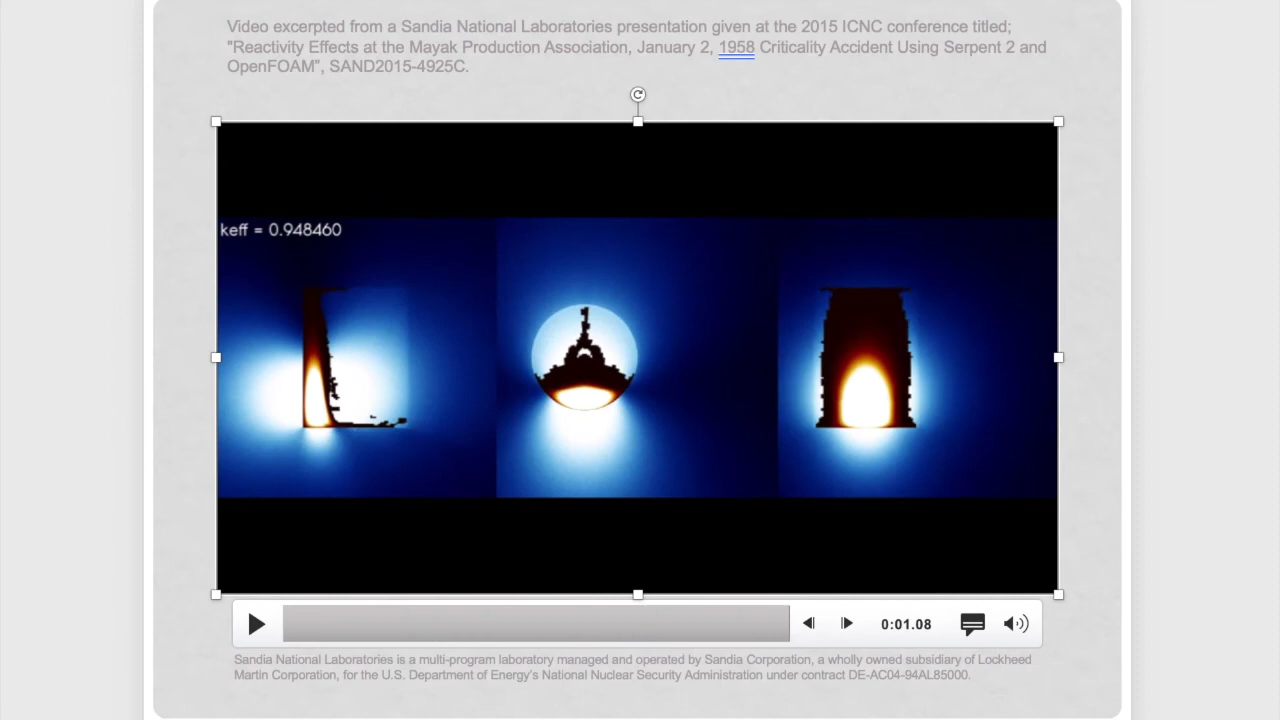 Video excerpted from a Sandia National Laboratories presentation given at the 2015 ICNC conference titled;
"Reactivity Effects at the Mayak Production Association, January 2, 1958 Criticality Accident Using Serpent 2 and
OpenFOAM", SAND2015-4925C.
keff = 0.948460
0:01.08
Sandia National Laboratories is a multi-program laboratory managed and operated by Sandia Corporation, a wholly owned subsidiary of Lockheed
Martin Corporation, for the U.S. Department of Energy's National Nuclear Security Administration under contract DE-AC04-94AL85000.